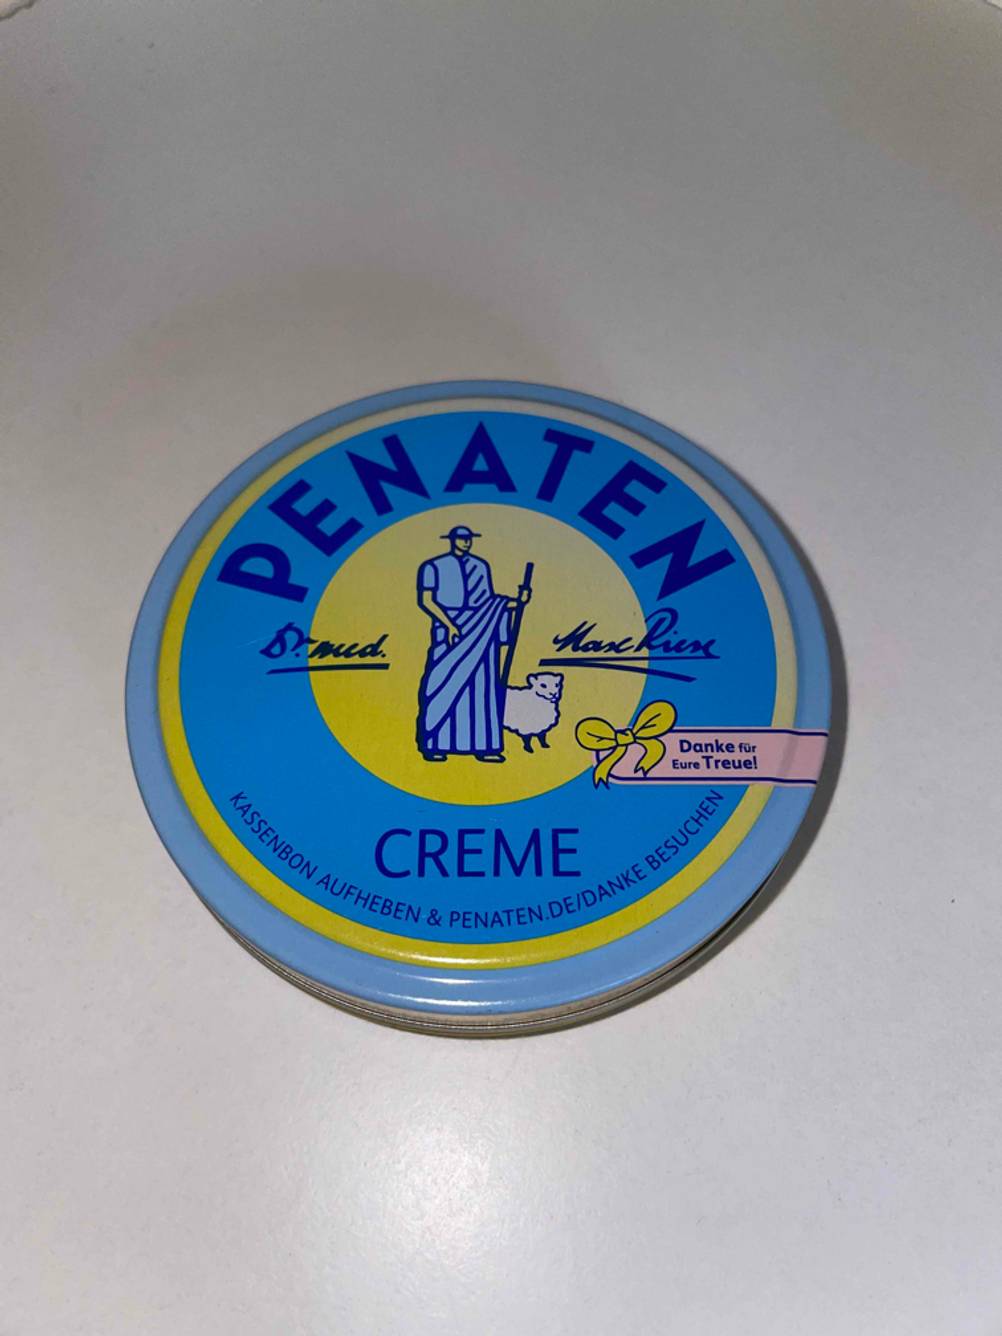 PENATEN
Dr. med. Max Riese
Danke für
Eure Treue!
CREME
KASSENBON AUFHEBEN & PENATEN.DE/DANKE BESUCHEN